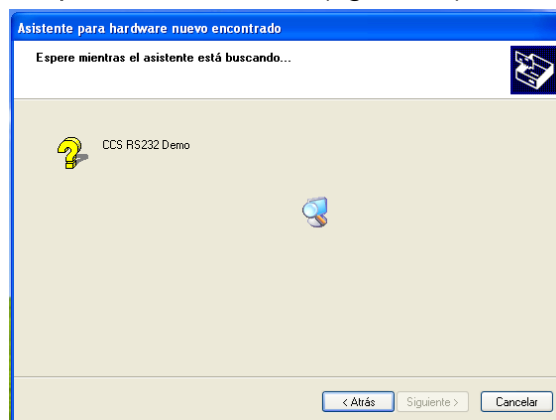 Asistente para hardware nuevo encontrado
Espere mientras el asistente está buscando...
CCS RS232 Demo
< Atrás
Siguiente >
Cancelar